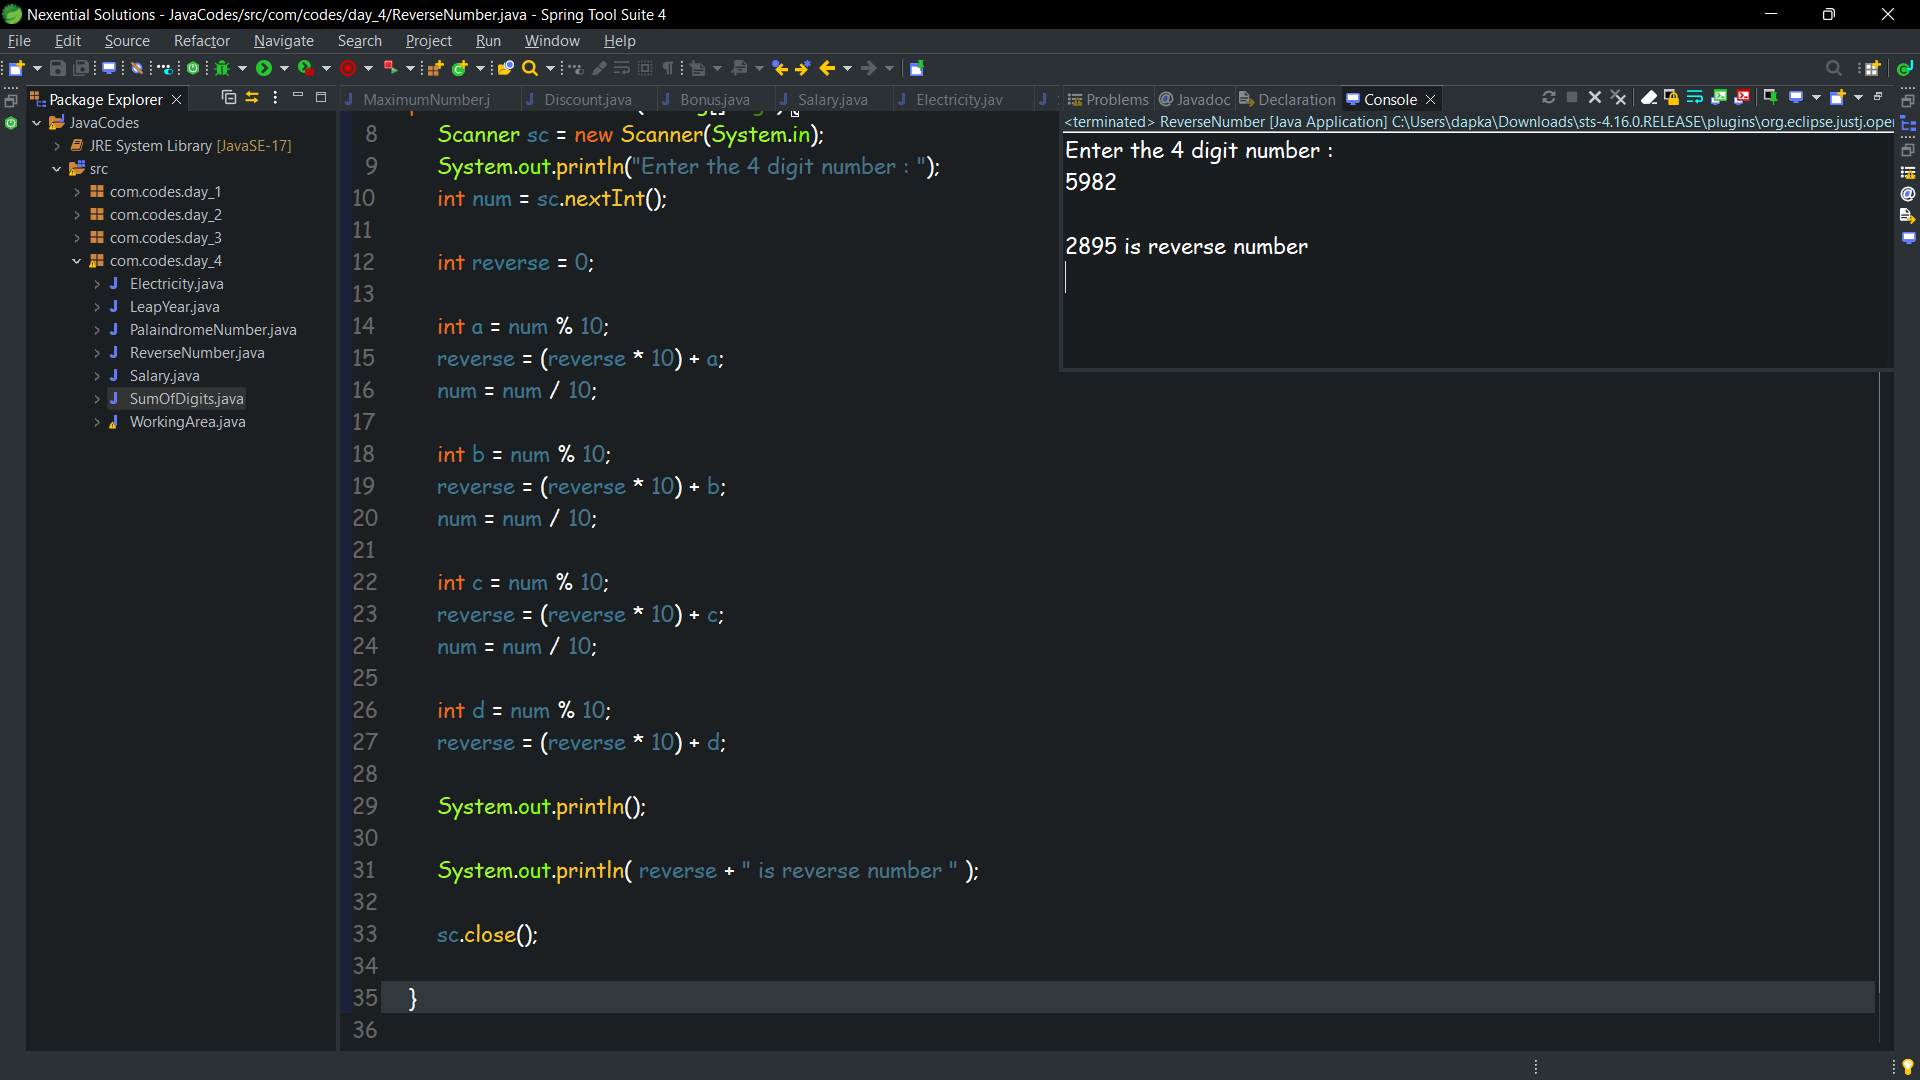 Nexential Solutions - JavaCodes/src/com/codes/day_4/ReverseNumber.java - Spring Tool Suite 4
File Edit Source Refactor Navigate Search Project Run Window Help
Package Explorer
JavaCodes
JRE System Library [JavaSE-17]
src
com.codes.day_1
com.codes.day_2
com.codes.day_3
com.codes.day_4
Electricity.java
LeapYear.java
PalaindromeNumber.java
ReverseNumber.java
Salary.java
SumOfDigits.java
WorkingArea.java
MaximumNumber.j Discount.java Bonus.java Salary.java Electricity.jav
8 Scanner sc = new Scanner(System.in);
9 System.out.println("Enter the 4 digit number : ");
10 int num = sc.nextInt();
11
12 int reverse = 0;
13
14 int a = num % 10;
15 reverse = (reverse * 10) + a;
16 num = num / 10;
17
18 int b = num % 10;
19 reverse = (reverse * 10) + b;
20 num = num / 10;
21
22 int c = num % 10;
23 reverse = (reverse * 10) + c;
24 num = num / 10;
25
26 int d = num % 10;
27 reverse = (reverse * 10) + d;
28
29 System.out.println();
30
31 System.out.println( reverse + " is reverse number " );
32
33 sc.close();
34
35 }
36
Problems Javadoc Declaration Console
<terminated> ReverseNumber [Java Application] C:\Users\dapka\Downloads\sts-4.16.0.RELEASE\plugins\org.eclipse.justj.ope
Enter the 4 digit number :
5982
2895 is reverse number